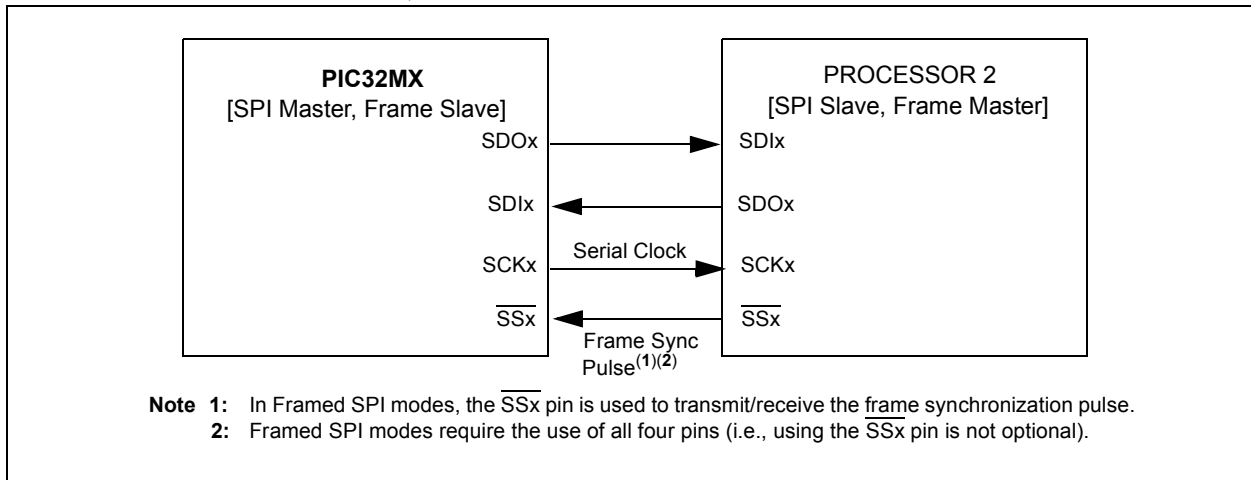 PIC32MX
[SPI Master, Frame Slave]
PROCESSOR 2
[SPI Slave, Frame Master]
SDOx
SDIx
SDIx
SDOx
SCKx
Serial Clock
SCKx
SSx
SSx
Frame Sync
Pulse(1)(2)
Note 1: In Framed SPI modes, the SSx pin is used to transmit/receive the frame synchronization pulse.
2: Framed SPI modes require the use of all four pins (i.e., using the SSx pin is not optional).